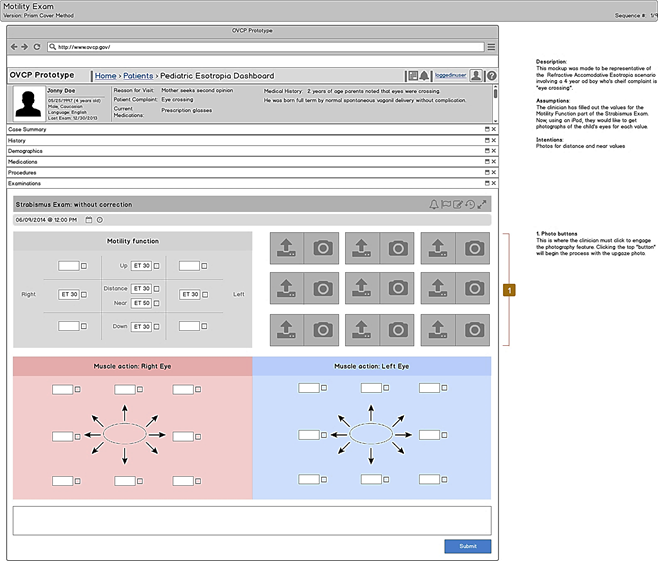 Motility Exam
Version: Prism Cover Method
Sequence #: 1/9
OVCP Prototype
http://www.ovcp.gov/
OVCP Prototype
Home > Patients > Pediatric Esotropia Dashboard
loggedinuser
Jonny Doe
Male, Caucasian
Language: English
Last Exam: 12/30/2013
Reason for Visit: Mother seeks second opinion
Patient Complaint: Eye crossing
Current Medications: Prescription glasses
Medical History: 2 years of age parents noted that eyes were crossing.
He was born full term by normal spontaneous vaganil delivery without complication.
Case Summary
History
Demographics
Medications
Procedures
Examinations
Strabismus Exam: without correction
06/09/2014 @ 12:00 PM
Motility function
Up ET 30
Right ET 30 Distance ET 30 ET 30 Left
Near ET 50
Down ET 30
Muscle action: Right Eye
Muscle action: Left Eye
Submit
Description:
This mockup was made to be representative of
the Refractive Accomodative Esotropia scenario
involving a 4 year od boy who's cheif complaint is
"eye crossing".
Assumptions:
The clinician has filled out the values for the
Motility Function part of the Strabismus Exam.
Now, using an iPad, they would like to get
photographs of the child's eyes for each value.
Intentions:
Photos for distance and near values
1
1. Photo buttons
This is where the clinician must click to engage
the photography feature. Clicking the top "button"
will begin the process with the upgaze photo.